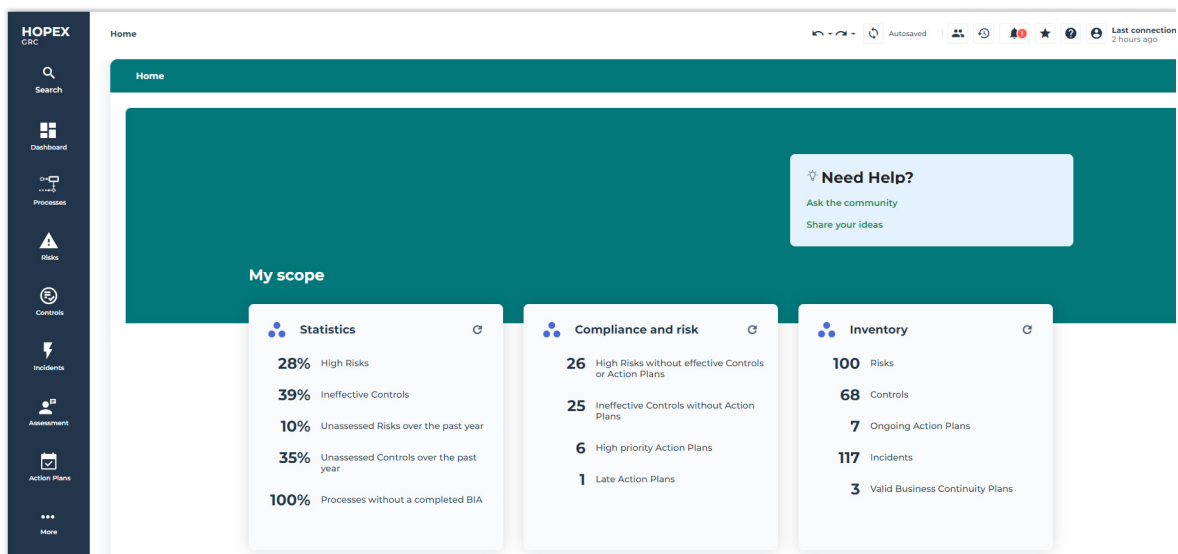 HOPEX
GRC
Home
Autosaved
1
Last connection
2 hours ago
Search
Dashboard
Processes
Risks
Controls
Incidents
Assessment
Action Plans
More
Home
Need Help?
Ask the community
Share your ideas
My scope
Statistics
28% High Risks
39% Ineffective Controls
10% Unassessed Risks over the past year
35% Unassessed Controls over the past
year
100% Processes without a completed BIA
Compliance and risk
26 High Risks without effective Controls
or Action Plans
25 Ineffective Controls without Action
Plans
6 High priority Action Plans
1 Late Action Plans
Inventory
100 Risks
68 Controls
7 Ongoing Action Plans
117 Incidents
3 Valid Business Continuity Plans